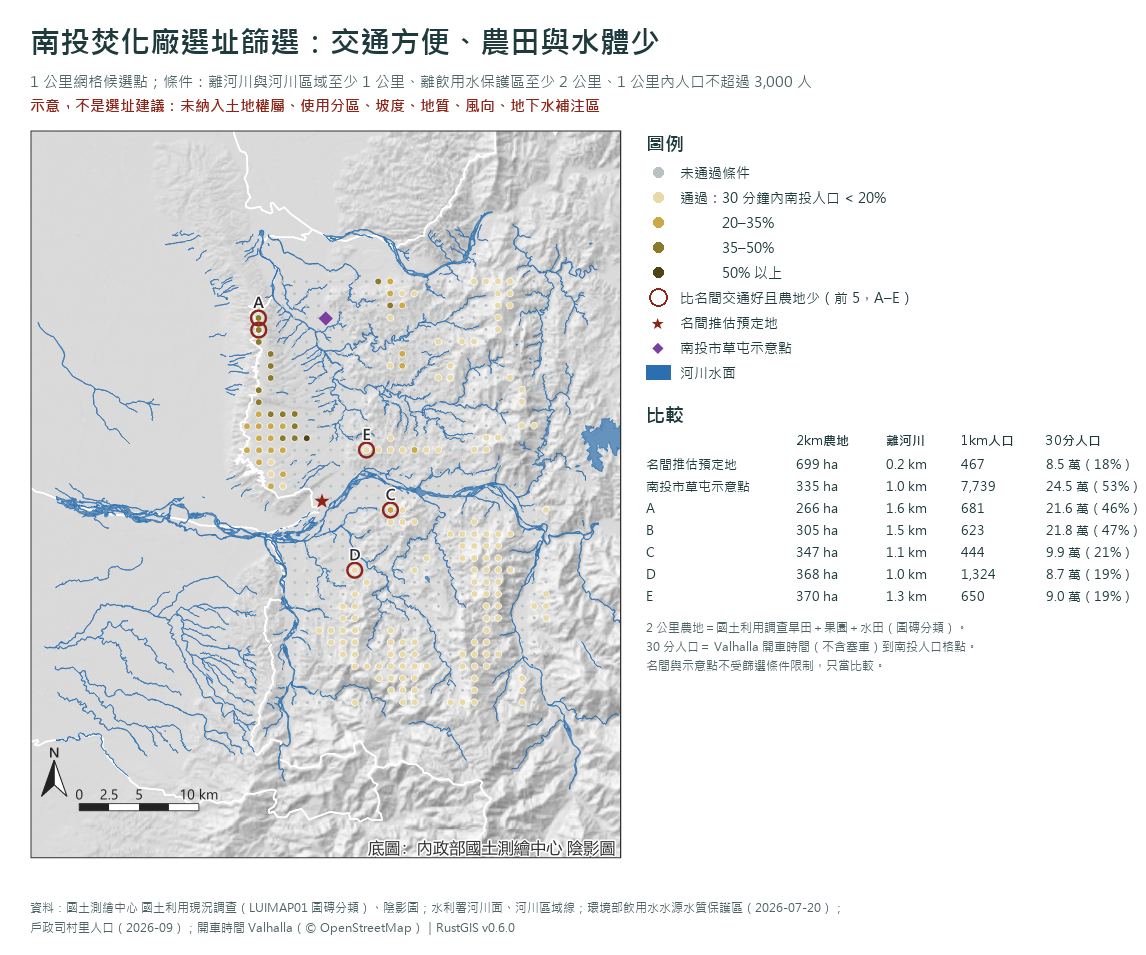 南投焚化廠選址篩選：交通方便、農田與水體少
1 公里網格候選點；條件：離河川與河川區域至少 1 公里、離飲用水保護區至少 2 公里、1 公里內人口不超過 3,000 人
示意，不是選址建議：未納入土地權屬、使用分區、坡度、地質、風向、地下水補注區
A
E
C
D
N
0 2.5 5 10 km
底圖：內政部國土測繪中心 陰影圖
圖例
未通過條件
通過：30 分鐘內南投人口 < 20%
20–35%
35–50%
50% 以上
比名間交通好且農地少（前 5，A–E）
名間推估預定地
南投市草屯示意點
河川水面
比較
2km農地 離河川 1km人口 30分人口
名間推估預定地 699 ha 0.2 km 467 8.5 萬（18%）
南投市草屯示意點 335 ha 1.0 km 7,739 24.5 萬（53%）
A 266 ha 1.6 km 681 21.6 萬（46%）
B 305 ha 1.5 km 623 21.8 萬（47%）
C 347 ha 1.1 km 444 9.9 萬（21%）
D 368 ha 1.0 km 1,324 8.7 萬（19%）
E 370 ha 1.3 km 650 9.0 萬（19%）
2 公里農地＝國土利用調查旱田＋果園＋水田（圖磚分類）。
30 分人口＝ Valhalla 開車時間（不含塞車）到南投人口格點。
名間與示意點不受篩選條件限制，只當比較。
資料：國土測繪中心 國土利用現況調查（LUIMAP01 圖磚分類）、陰影圖；水利署河川面、河川區域線；環境部飲用水水源水質保護區（2026-07-20）；
戶政司村里人口（2026-09）；開車時間 Valhalla（© OpenStreetMap）｜RustGIS v0.6.0